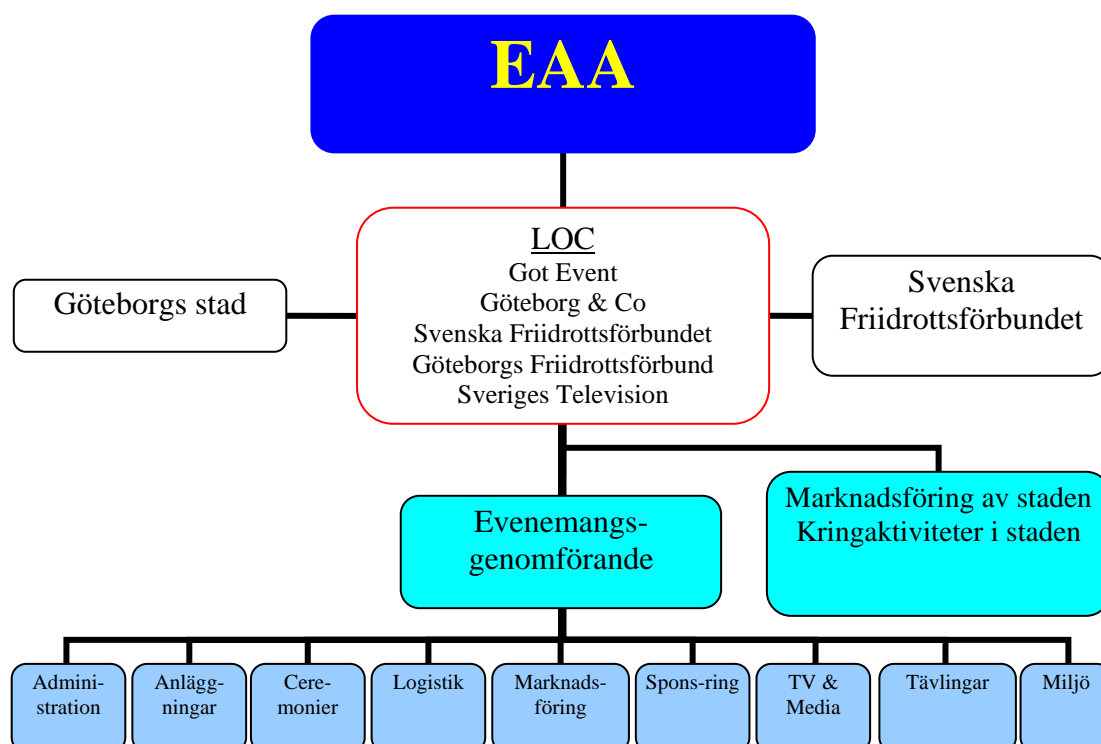 EAA
LOC
Got Event
Göteborg & Co
Svenska Friidrottsförbundet
Göteborgs Friidrottsförbund
Sveriges Television
Göteborgs stad
Svenska
Friidrottsförbundet
Evenemangs-
genomförande
Marknadsföring av staden
Kringaktiviteter i staden
Admini-
stration
Anlägg-
ningar
Cere-
monier
Logistik
Marknads-
föring
Spons-ring
TV &
Media
Tävlingar
Miljö